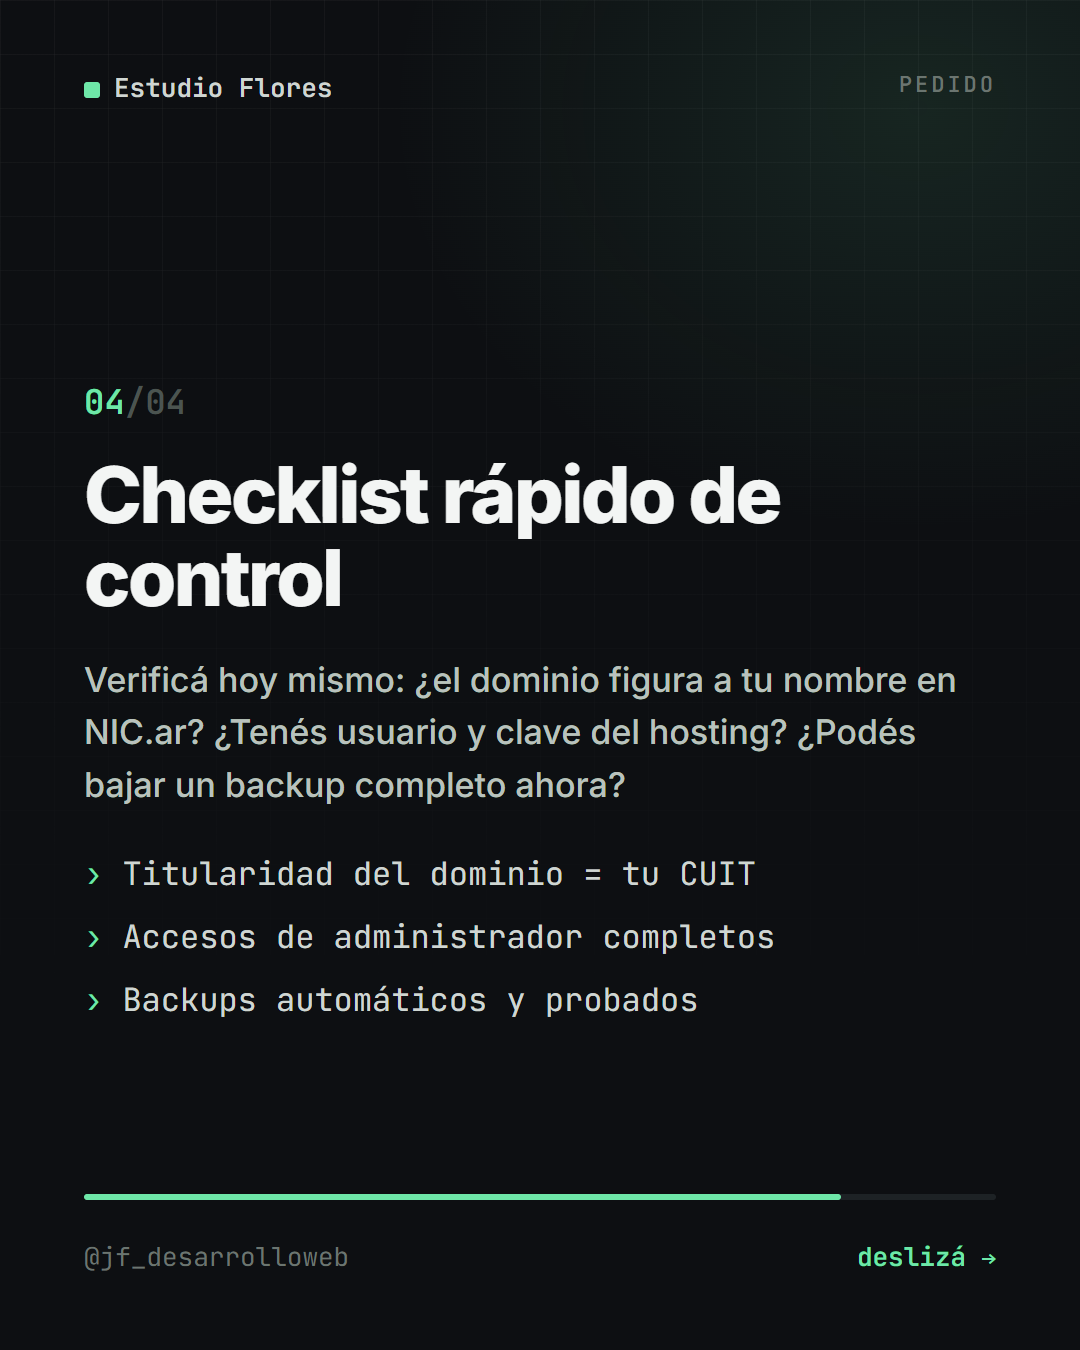 Estudio Flores
PEDIDO
04/04
Checklist rápido de
control
Verificá hoy mismo: ¿el dominio figura a tu nombre en
NIC.ar? ¿Tenés usuario y clave del hosting? ¿Podés
bajar un backup completo ahora?
› Titularidad del dominio = tu CUIT
› Accesos de administrador completos
› Backups automáticos y probados
@jf_desarrolloweb
deslizá →